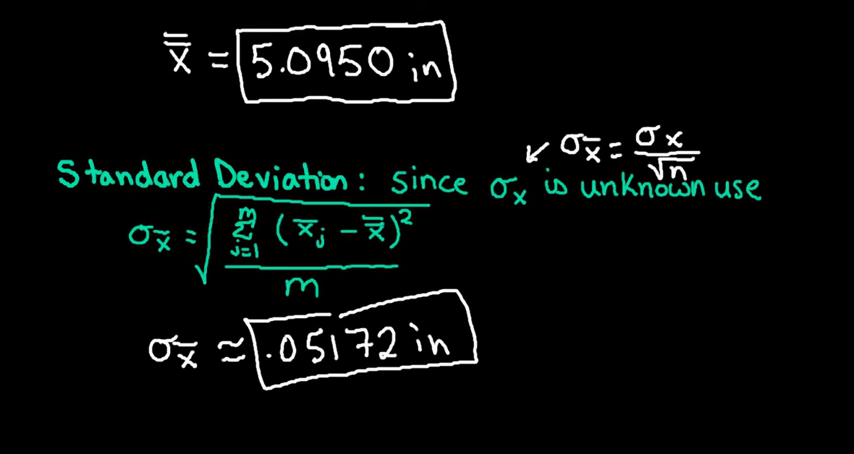 x̿ = 5.0950 in
↙ σx̄ = σx / √n
Standard Deviation: since σx is unknown use
σx̄ = √( Σ_{j=1}^{m} (x̄j − x̿)² / m )
σx̄ ≈ .05172 in